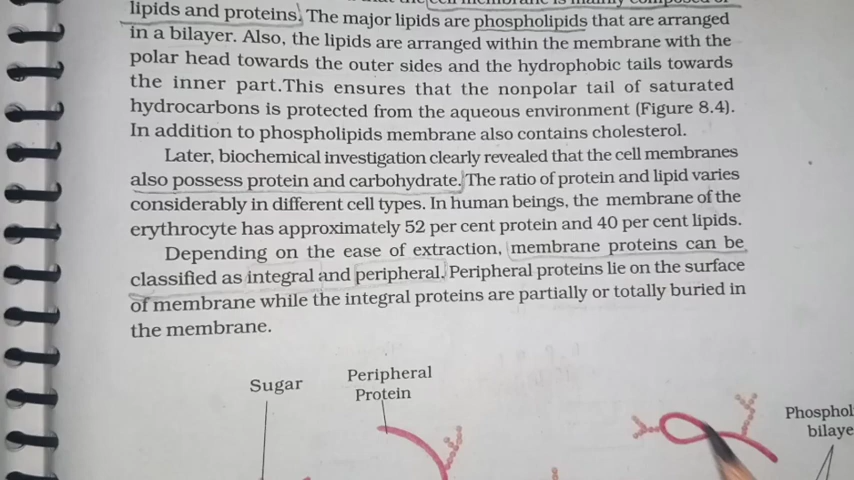 lipids and proteins. The major lipids are phospholipids that are arranged
in a bilayer. Also, the lipids are arranged within the membrane with the
polar head towards the outer sides and the hydrophobic tails towards
the inner part.This ensures that the nonpolar tail of saturated
hydrocarbons is protected from the aqueous environment (Figure 8.4).
In addition to phospholipids membrane also contains cholesterol.
Later, biochemical investigation clearly revealed that the cell membranes
also possess protein and carbohydrate. The ratio of protein and lipid varies
considerably in different cell types. In human beings, the membrane of the
erythrocyte has approximately 52 per cent protein and 40 per cent lipids.
Depending on the ease of extraction, membrane proteins can be
classified as integral and peripheral. Peripheral proteins lie on the surface
of membrane while the integral proteins are partially or totally buried in
the membrane.
Sugar
Peripheral
Protein